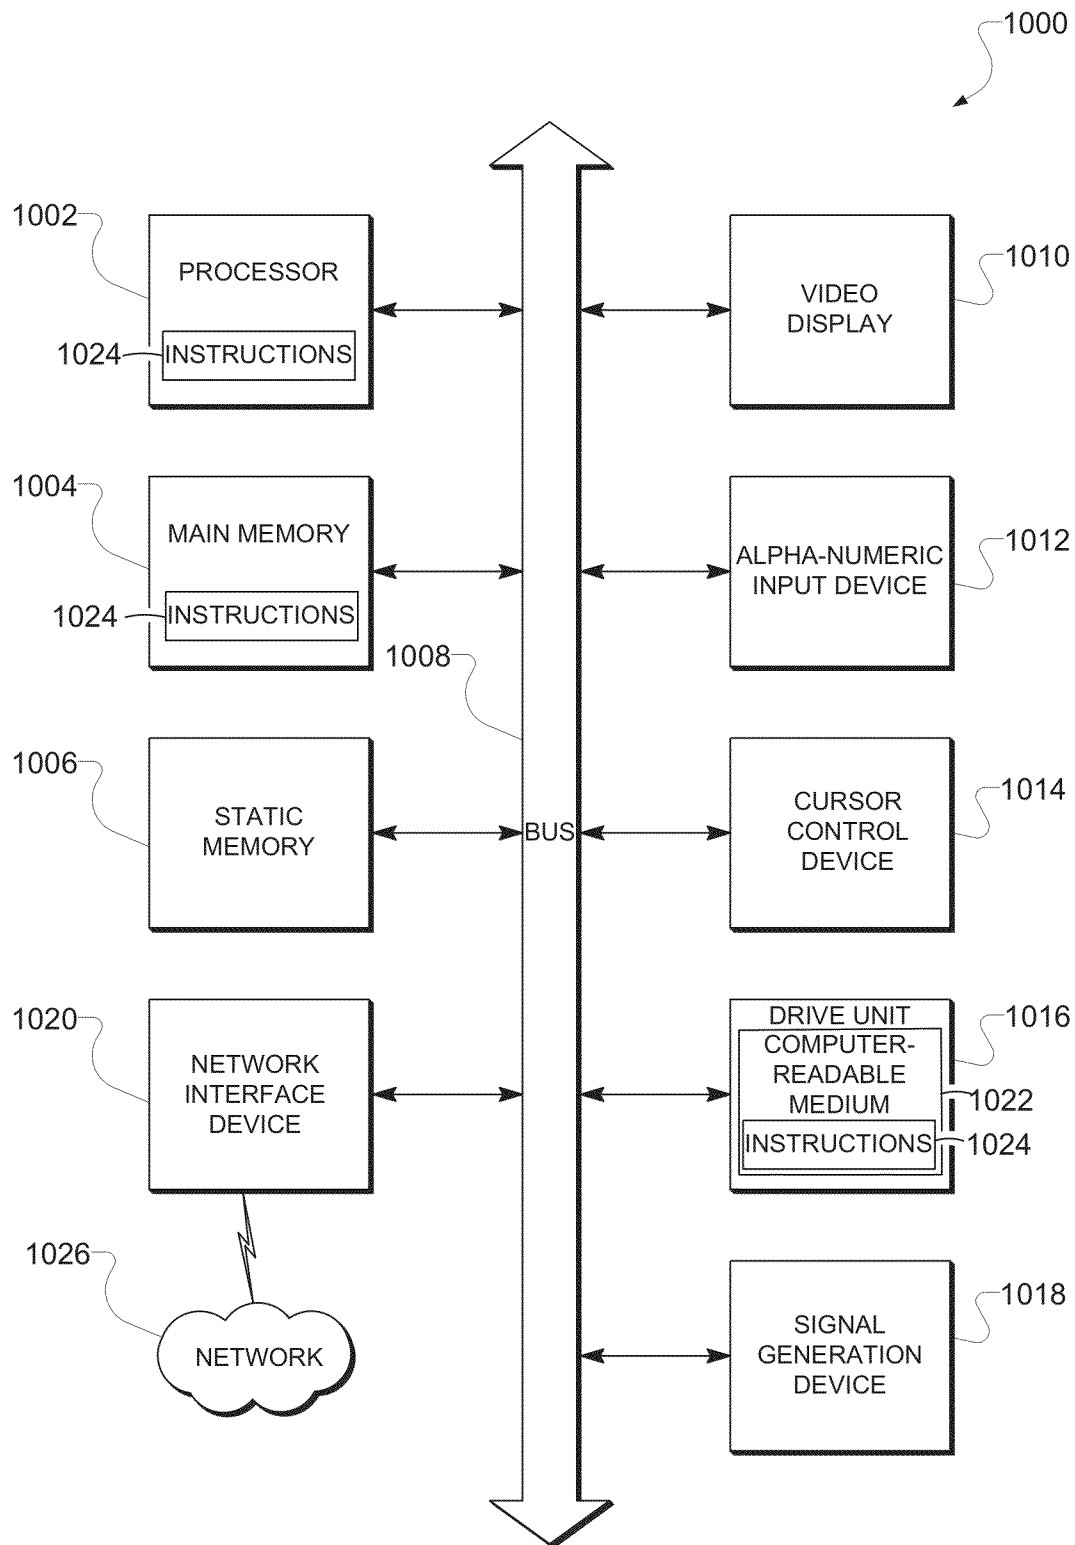 1000
1002
PROCESSOR
1024
INSTRUCTIONS
1010
VIDEO
DISPLAY
1004
MAIN MEMORY
1024
INSTRUCTIONS
1012
ALPHA-NUMERIC
INPUT DEVICE
1008
1006
STATIC
MEMORY
BUS
1014
CURSOR
CONTROL
DEVICE
1020
NETWORK
INTERFACE
DEVICE
1016
DRIVE UNIT
COMPUTER-
READABLE
MEDIUM
1022
INSTRUCTIONS
1024
1026
NETWORK
1018
SIGNAL
GENERATION
DEVICE